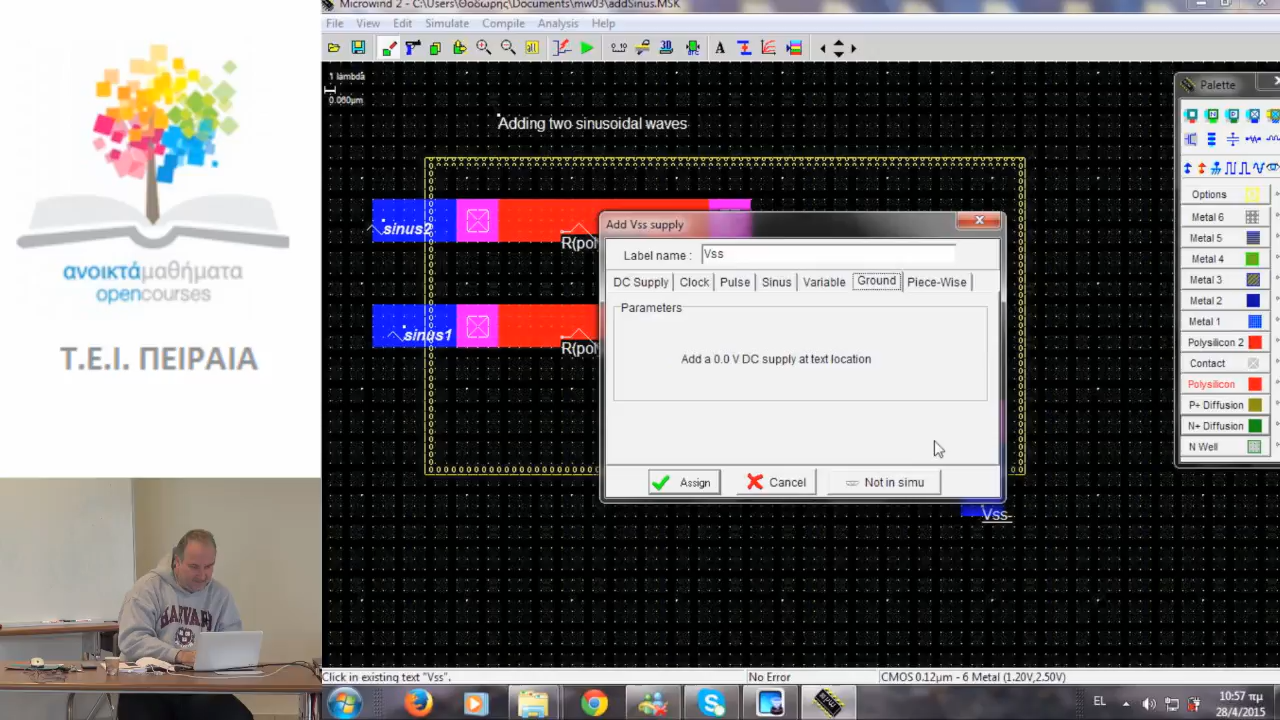 Microwind 2 - C:\Users\Θοδωρής\Documents\mw03\addSinus.MSK
File View Edit Simulate Compile Analysis Help
1 lambda
0.060µm
Adding two sinusoidal waves
sinus2
R(pol
sinus1
R(pol
Add Vss supply
Label name : Vss
DC Supply Clock Pulse Sinus Variable Ground Piece-Wise
Parameters
Add a 0.0 V DC supply at text location
Assign Cancel Not in simu
Vss-
Palette
Options
Metal 6
Metal 5
Metal 4
Metal 3
Metal 2
Metal 1
Polysilicon 2
Contact
Polysilicon
P+ Diffusion
N+ Diffusion
N Well
ανοικτάμαθήματα
opencourses
Τ.Ε.Ι. ΠΕΙΡΑΙΑ
HARVARD
Click in existing text "Vss",
No Error
CMOS 0.12µm - 6 Metal (1.20V,2.50V)
EL
10:57 πμ
28/4/2015